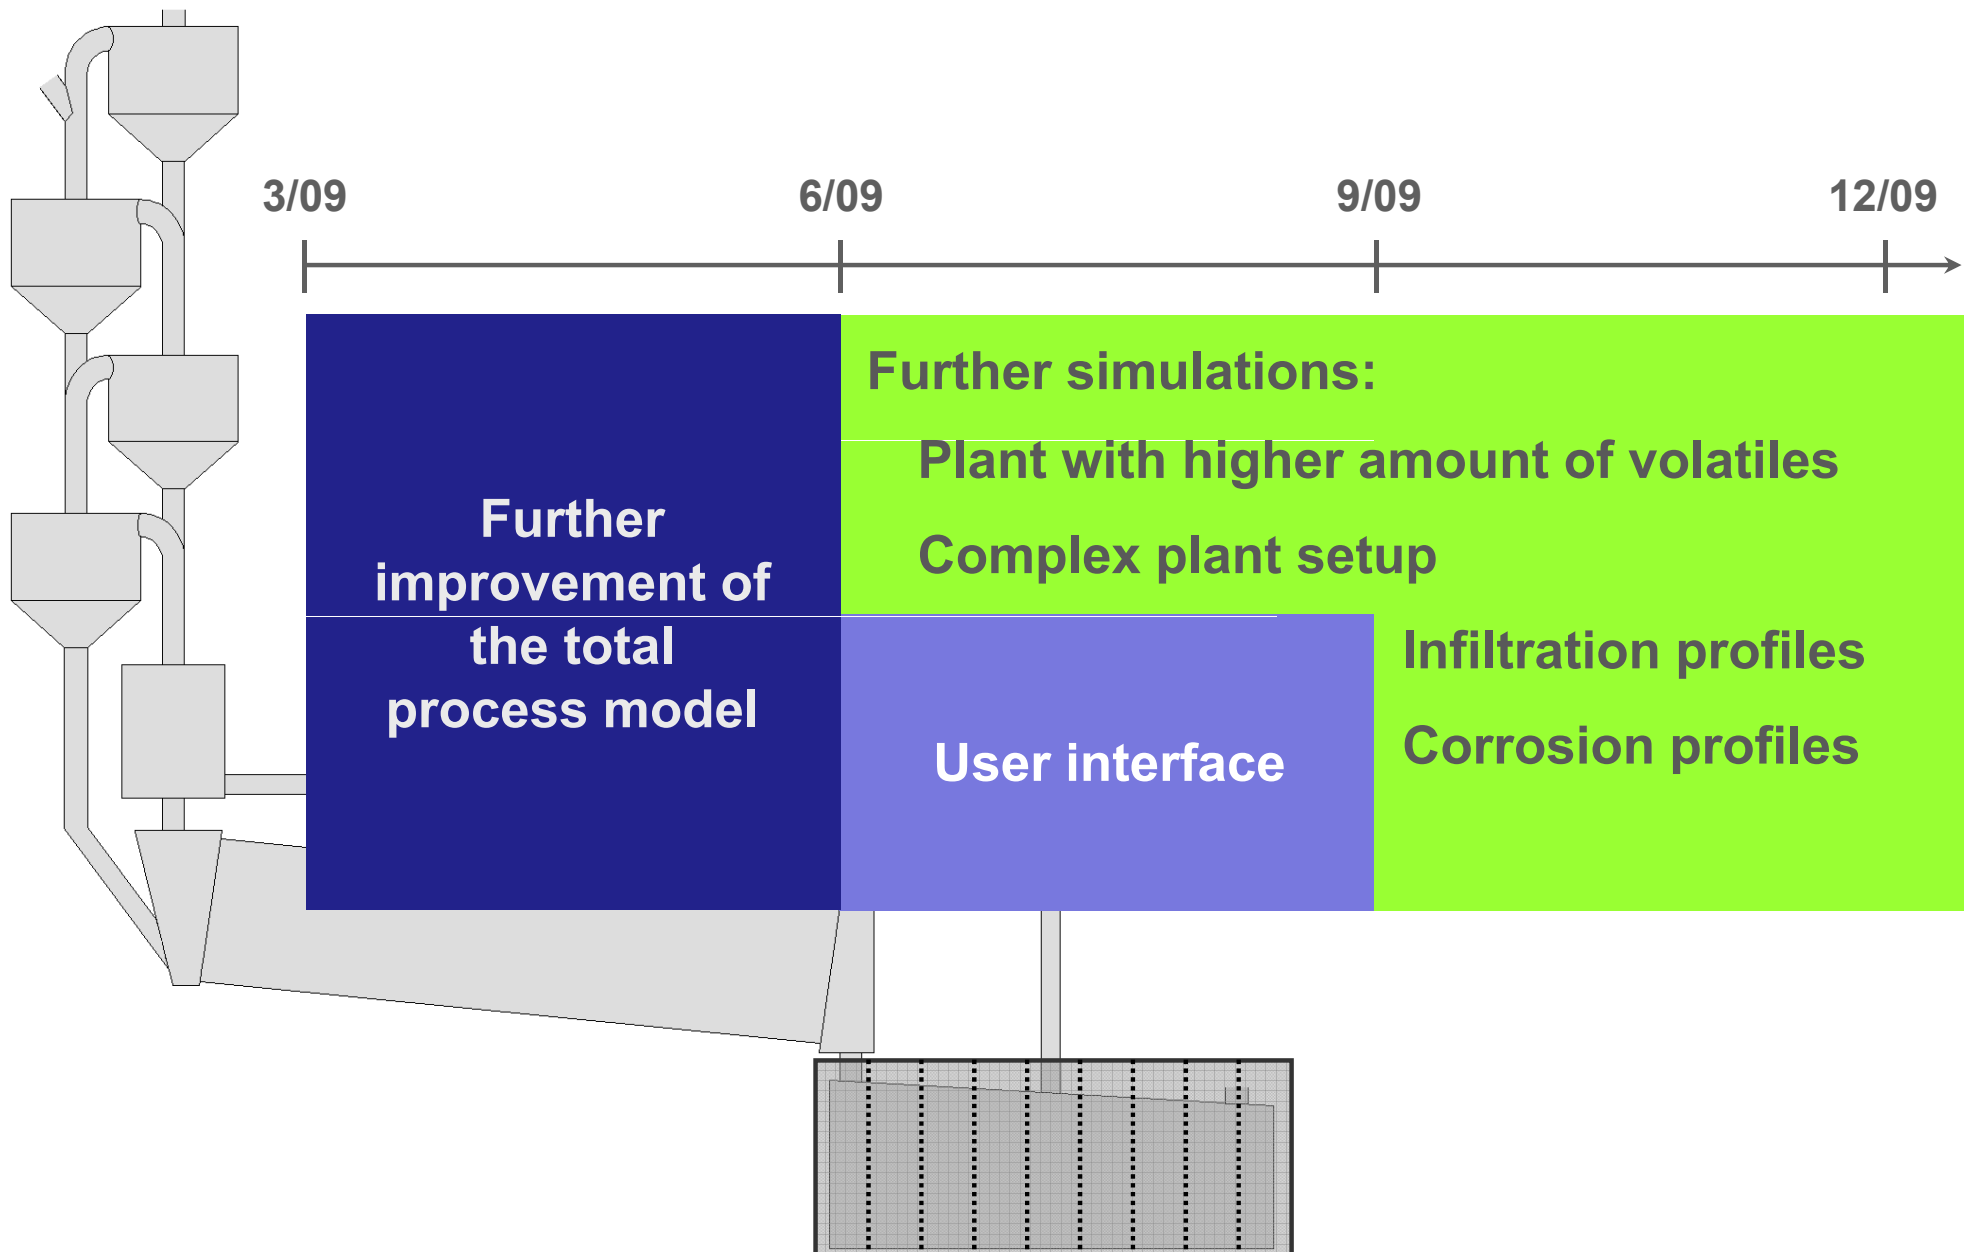 3/09
6/09
9/09
12/09
Further
improvement of
the total
process model
Further simulations:
Plant with higher amount of volatiles
Complex plant setup
User interface
Infiltration profiles
Corrosion profiles